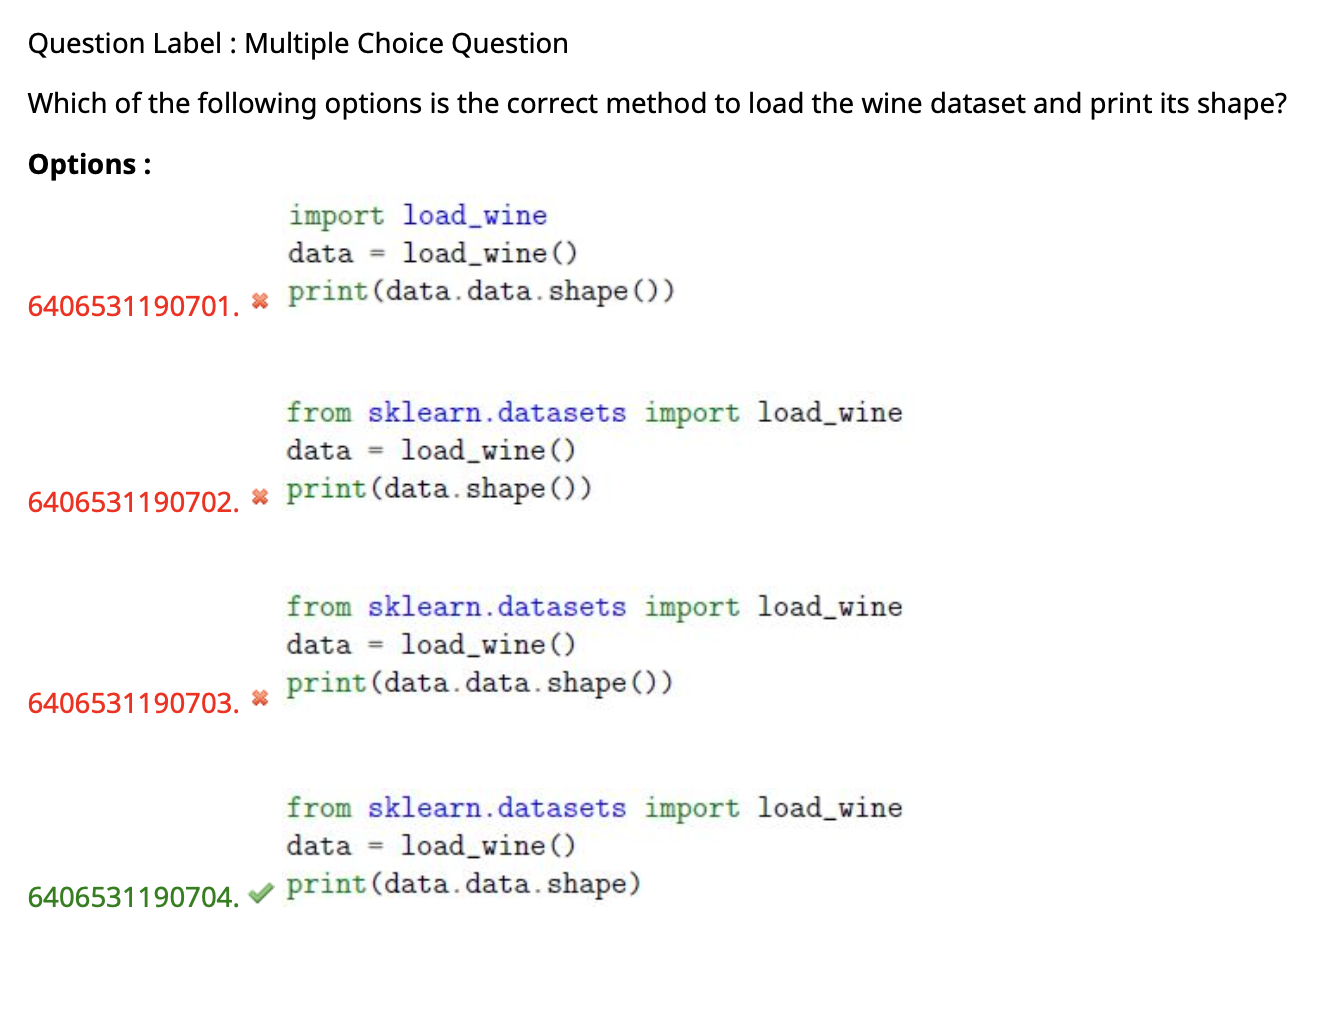 Question Label : Multiple Choice Question
Which of the following options is the correct method to load the wine dataset and print its shape?
Options :
import load_wine
data = load_wine()
print(data.data.shape())
6406531190701.
from sklearn.datasets import load_wine
data = load_wine()
print(data.shape())
6406531190702.
from sklearn.datasets import load_wine
data = load_wine()
print(data.data.shape())
6406531190703.
from sklearn.datasets import load_wine
data = load_wine()
print(data.data.shape)
6406531190704.